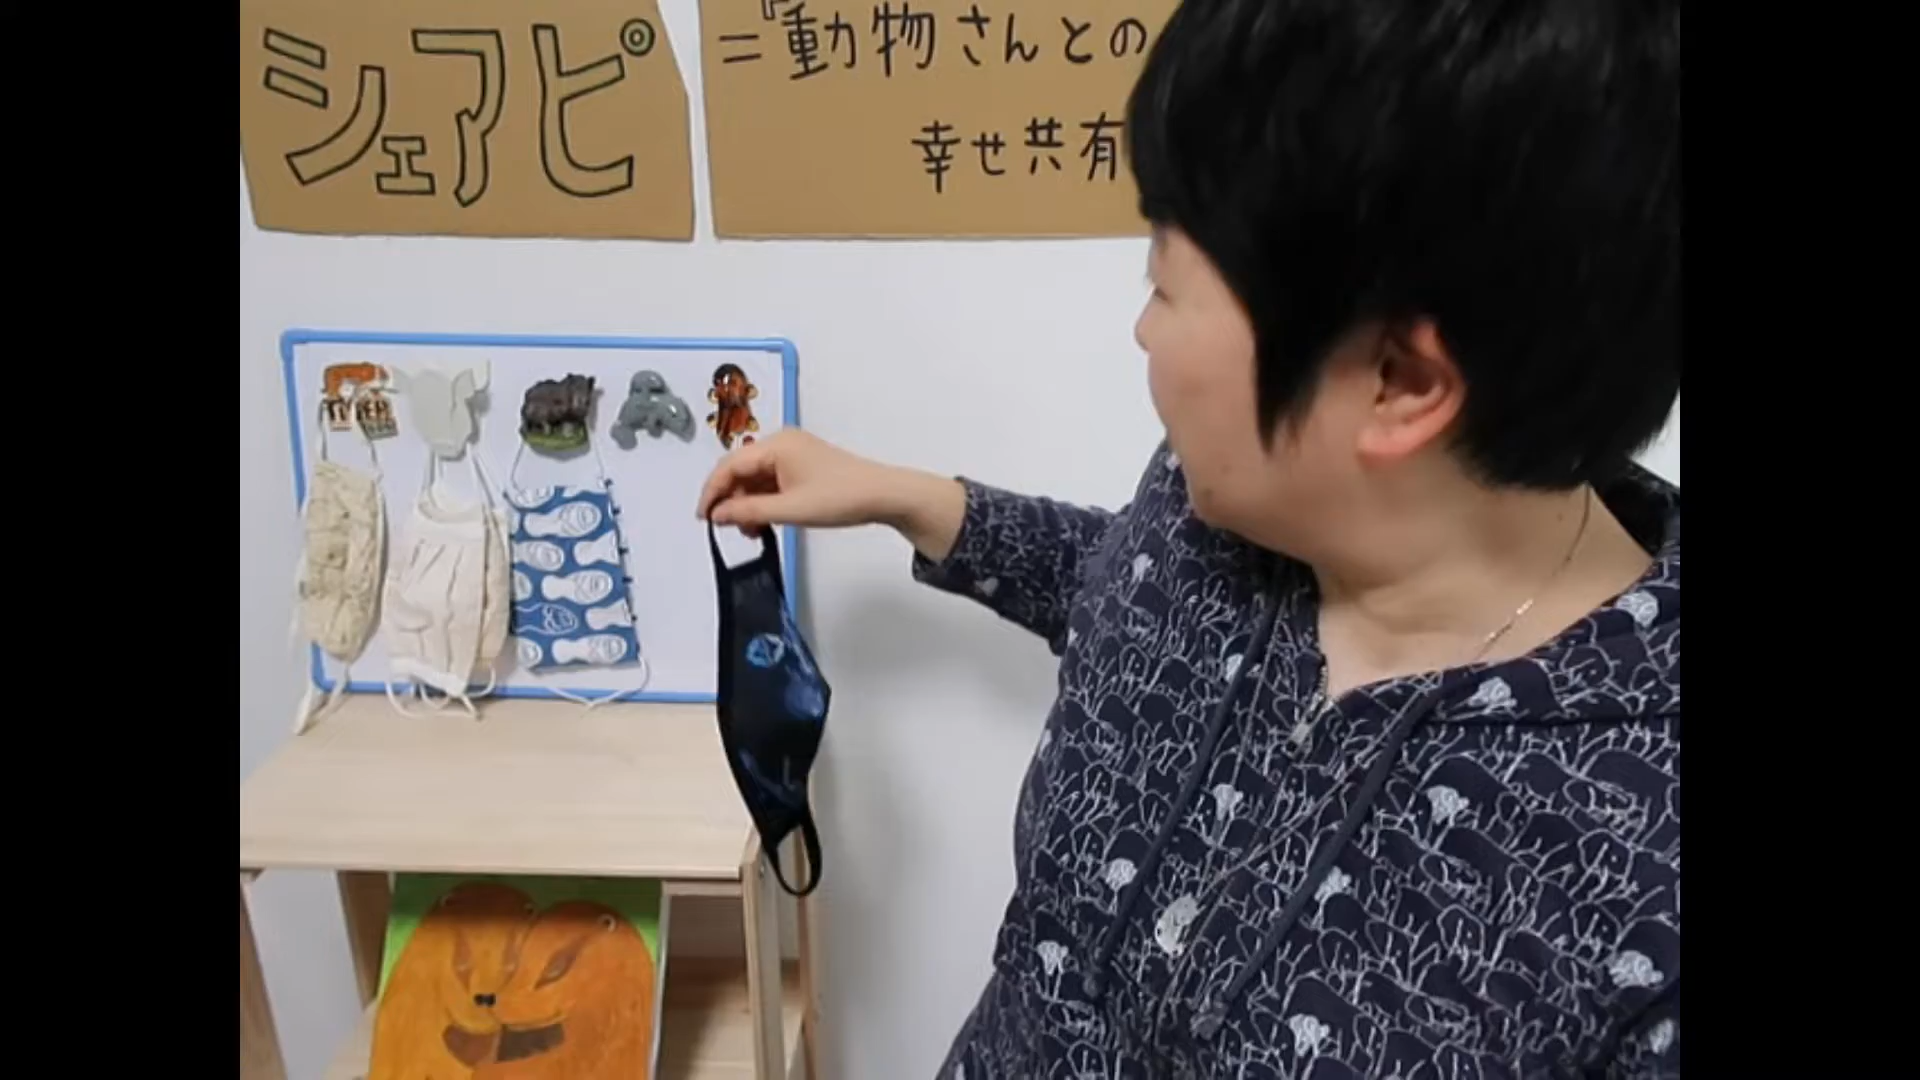 シェアピ
=『動物さんとの
幸せ共有